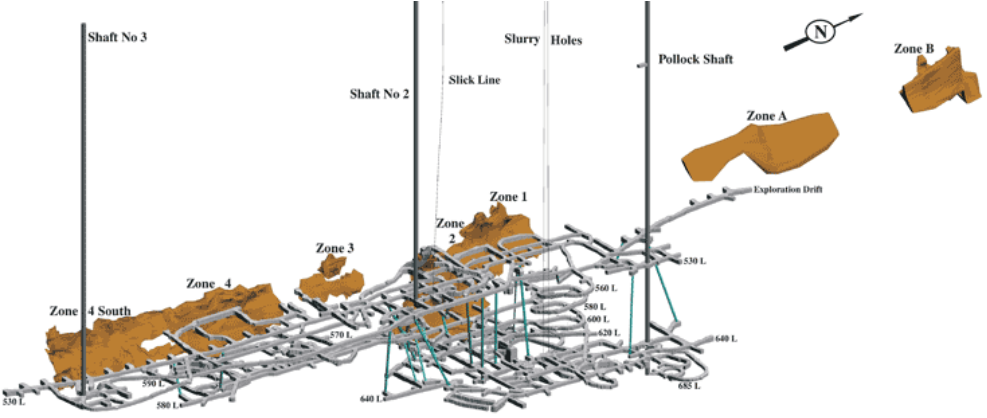 Shaft No 3
Slurry Holes
N
Zone B
Pollock Shaft
Slick Line
Shaft No 2
Zone A
Exploration Drift
Zone 1
Zone
2
Zone 3
530 L
Zone 4
560 L
580 L
Zone 4 South
600 L
570 L
620 L
640 L
590 L
685 L
530 L
580 L
640 L